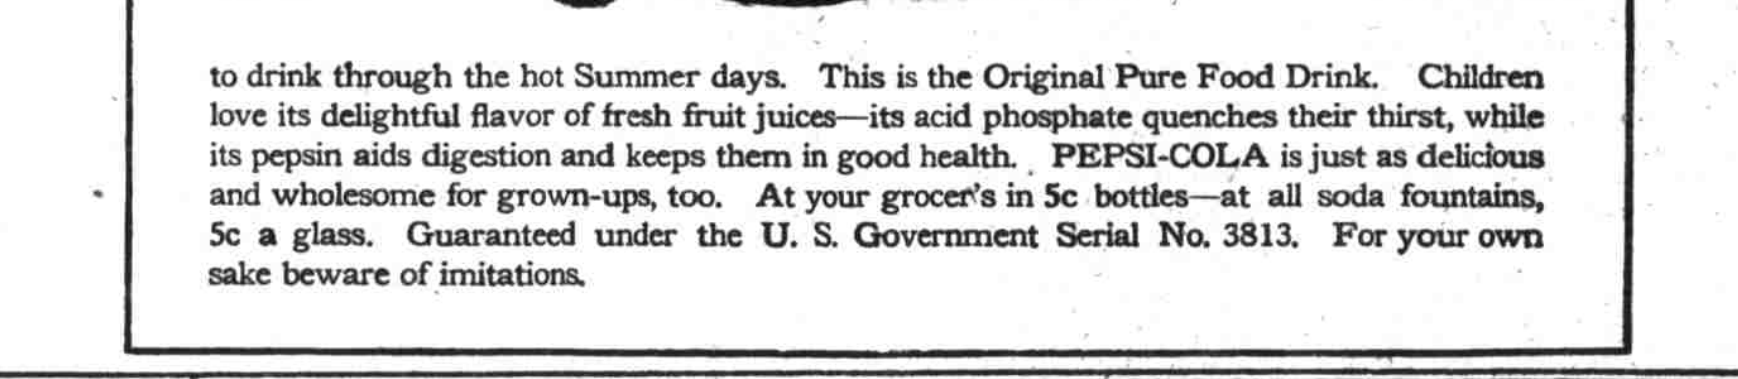 to drink through the hot Summer days. This is the Original Pure Food Drink. Children
love its delightful flavor of fresh fruit juices—its acid phosphate quenches their thirst, while
its pepsin aids digestion and keeps them in good health. PEPSI-COLA is just as delicious
and wholesome for grown-ups, too. At your grocer's in 5c bottles—at all soda fountains,
5c a glass. Guaranteed under the U. S. Government Serial No. 3813. For your own
sake beware of imitations.